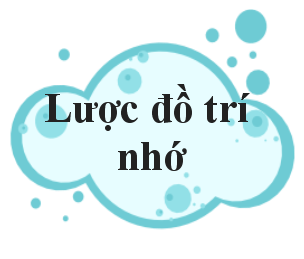 Lược đồ trí
nhớ